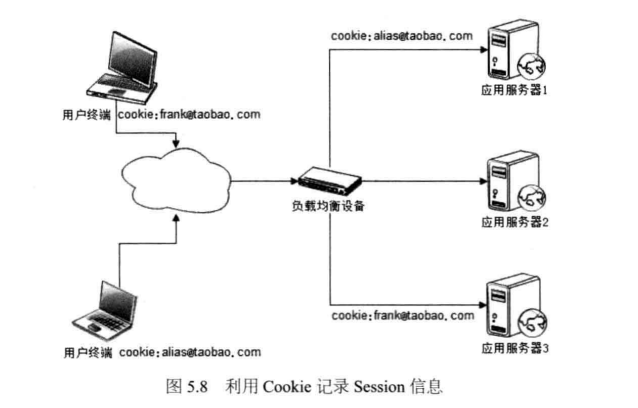 cookie:alias@taobao.com
应用服务器1
用户终端 cookie:frank@taobao.com
负载均衡设备
应用服务器2
cookie:frank@taobao.com
用户终端 cookie:alias@taobao.com
应用服务器3
图 5.8 利用 Cookie 记录 Session 信息